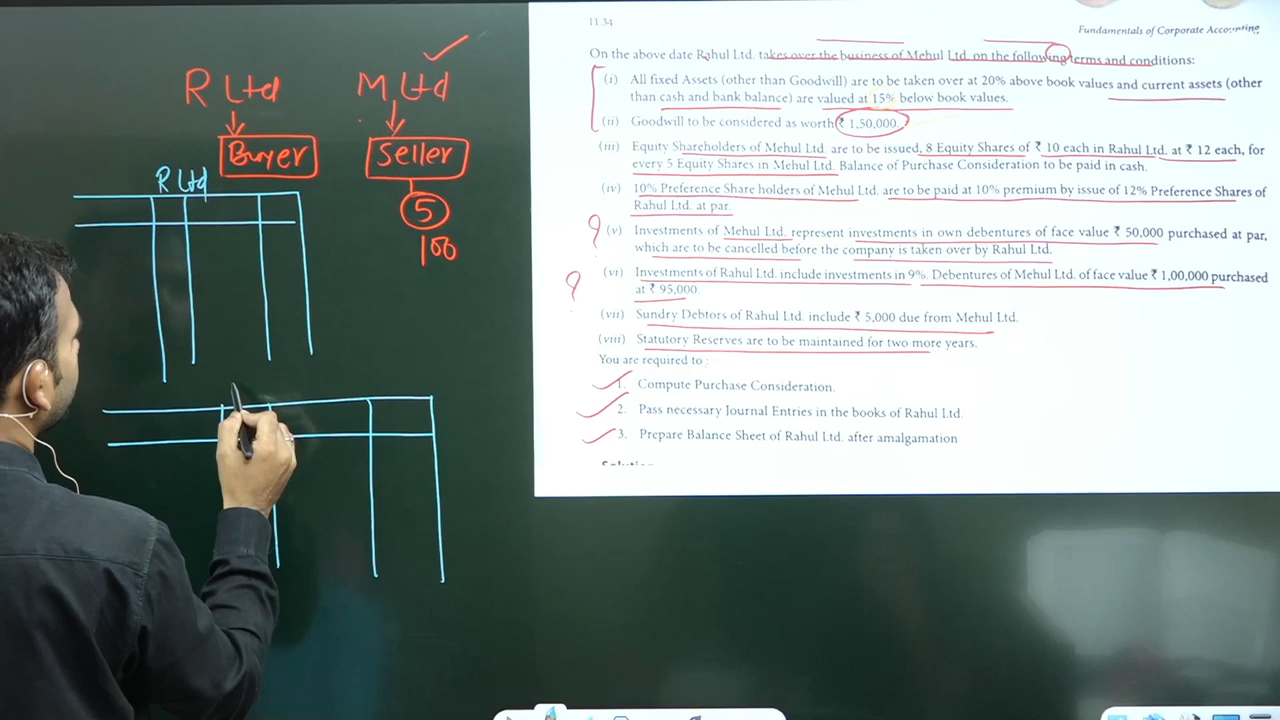 R Ltd
M Ltd
Buyer
Seller
5
100
R Ltd
11.34
Fundamentals of Corporate Accounting
On the above date Rahul Ltd. takes over the business of Mehul Ltd. on the following terms and conditions:
(i) All fixed Assets (other than Goodwill) are to be taken over at 20% above book values and current assets (other
than cash and bank balance) are valued at 15% below book values.
(ii) Goodwill to be considered as worth ₹ 1,50,000.
(iii) Equity Shareholders of Mehul Ltd. are to be issued, 8 Equity Shares of ₹ 10 each in Rahul Ltd. at ₹ 12 each, for
every 5 Equity Shares in Mehul Ltd. Balance of Purchase Consideration to be paid in cash.
(iv) 10% Preference Share holders of Mehul Ltd. are to be paid at 10% premium by issue of 12% Preference Shares of
Rahul Ltd. at par.
? (v) Investments of Mehul Ltd. represent investments in own debentures of face value ₹ 50,000 purchased at par,
which are to be cancelled before the company is taken over by Rahul Ltd.
? (vi) Investments of Rahul Ltd. include investments in 9%. Debentures of Mehul Ltd. of face value ₹ 1,00,000 purchased
at ₹ 95,000.
(vii) Sundry Debtors of Rahul Ltd. include ₹ 5,000 due from Mehul Ltd.
(viii) Statutory Reserves are to be maintained for two more years.
You are required to :
1. Compute Purchase Consideration.
2. Pass necessary Journal Entries in the books of Rahul Ltd.
3. Prepare Balance Sheet of Rahul Ltd. after amalgamation